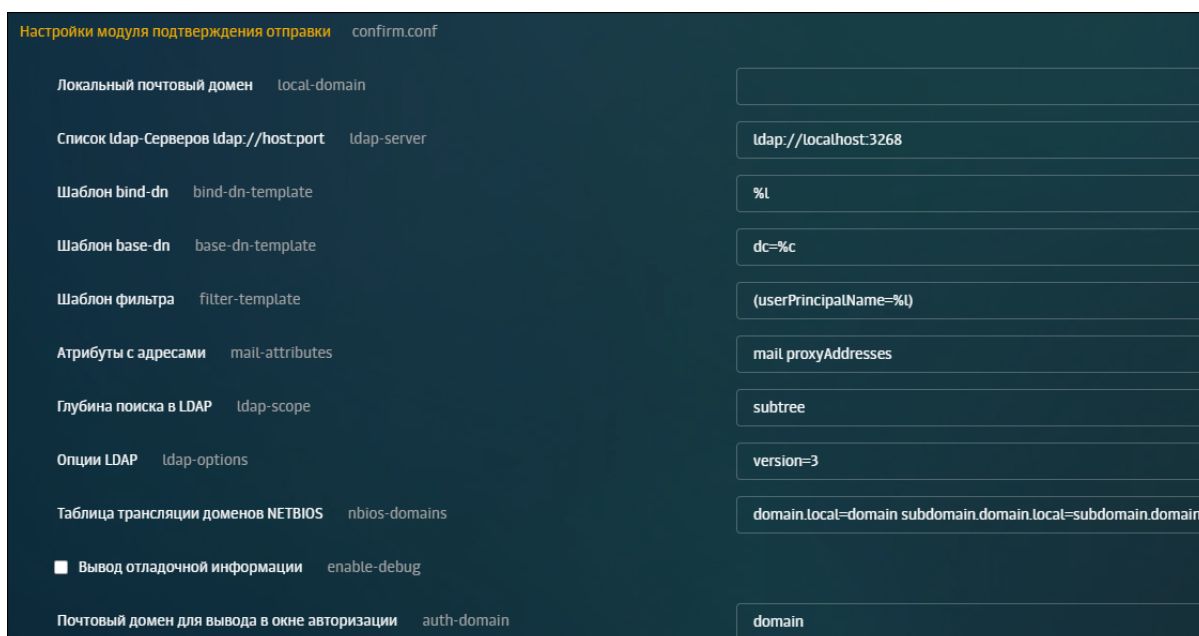 Настройки модуля подтверждения отправки confirm.conf
Локальный почтовый домен local-domain
Список ldap-Серверов ldap://host:port ldap-server ldap://localhost:3268
Шаблон bind-dn bind-dn-template %l
Шаблон base-dn base-dn-template dc=%c
Шаблон фильтра filter-template (userPrincipalName=%l)
Атрибуты с адресами mail-attributes mail proxyAddresses
Глубина поиска в LDAP ldap-scope subtree
Опции LDAP ldap-options version=3
Таблица трансляции доменов NETBIOS nbios-domains domain.local=domain subdomain.domain.local=subdomain.domain
Вывод отладочной информации enable-debug
Почтовый домен для вывода в окне авторизации auth-domain domain